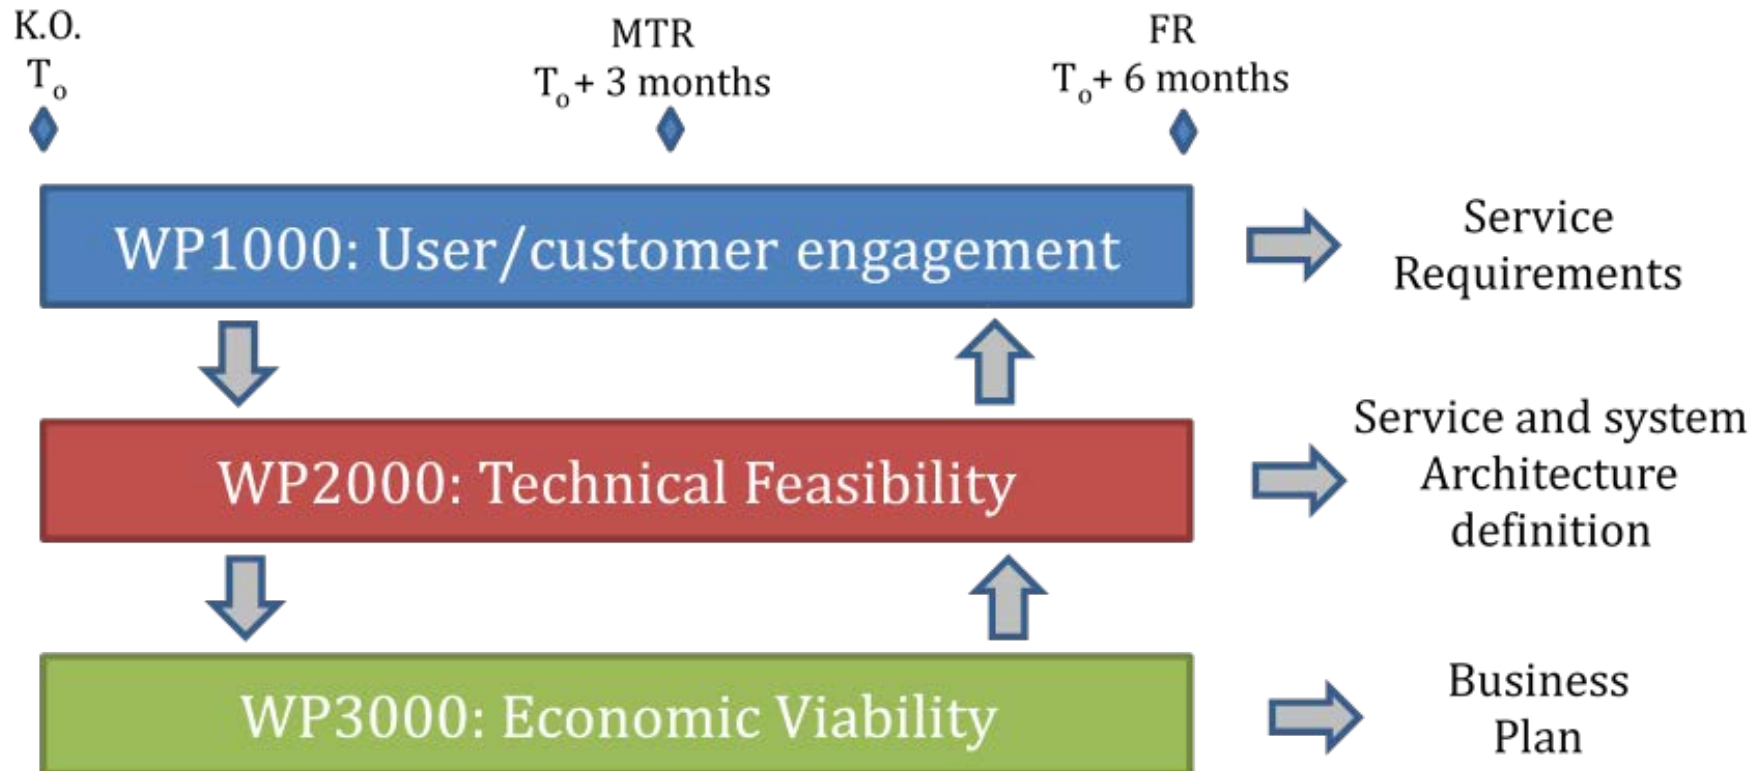 K.O.
To
MTR
To + 3 months
FR
To + 6 months
WP1000: User/customer engagement
Service
Requirements
WP2000: Technical Feasibility
Service and system
Architecture
definition
WP3000: Economic Viability
Business
Plan